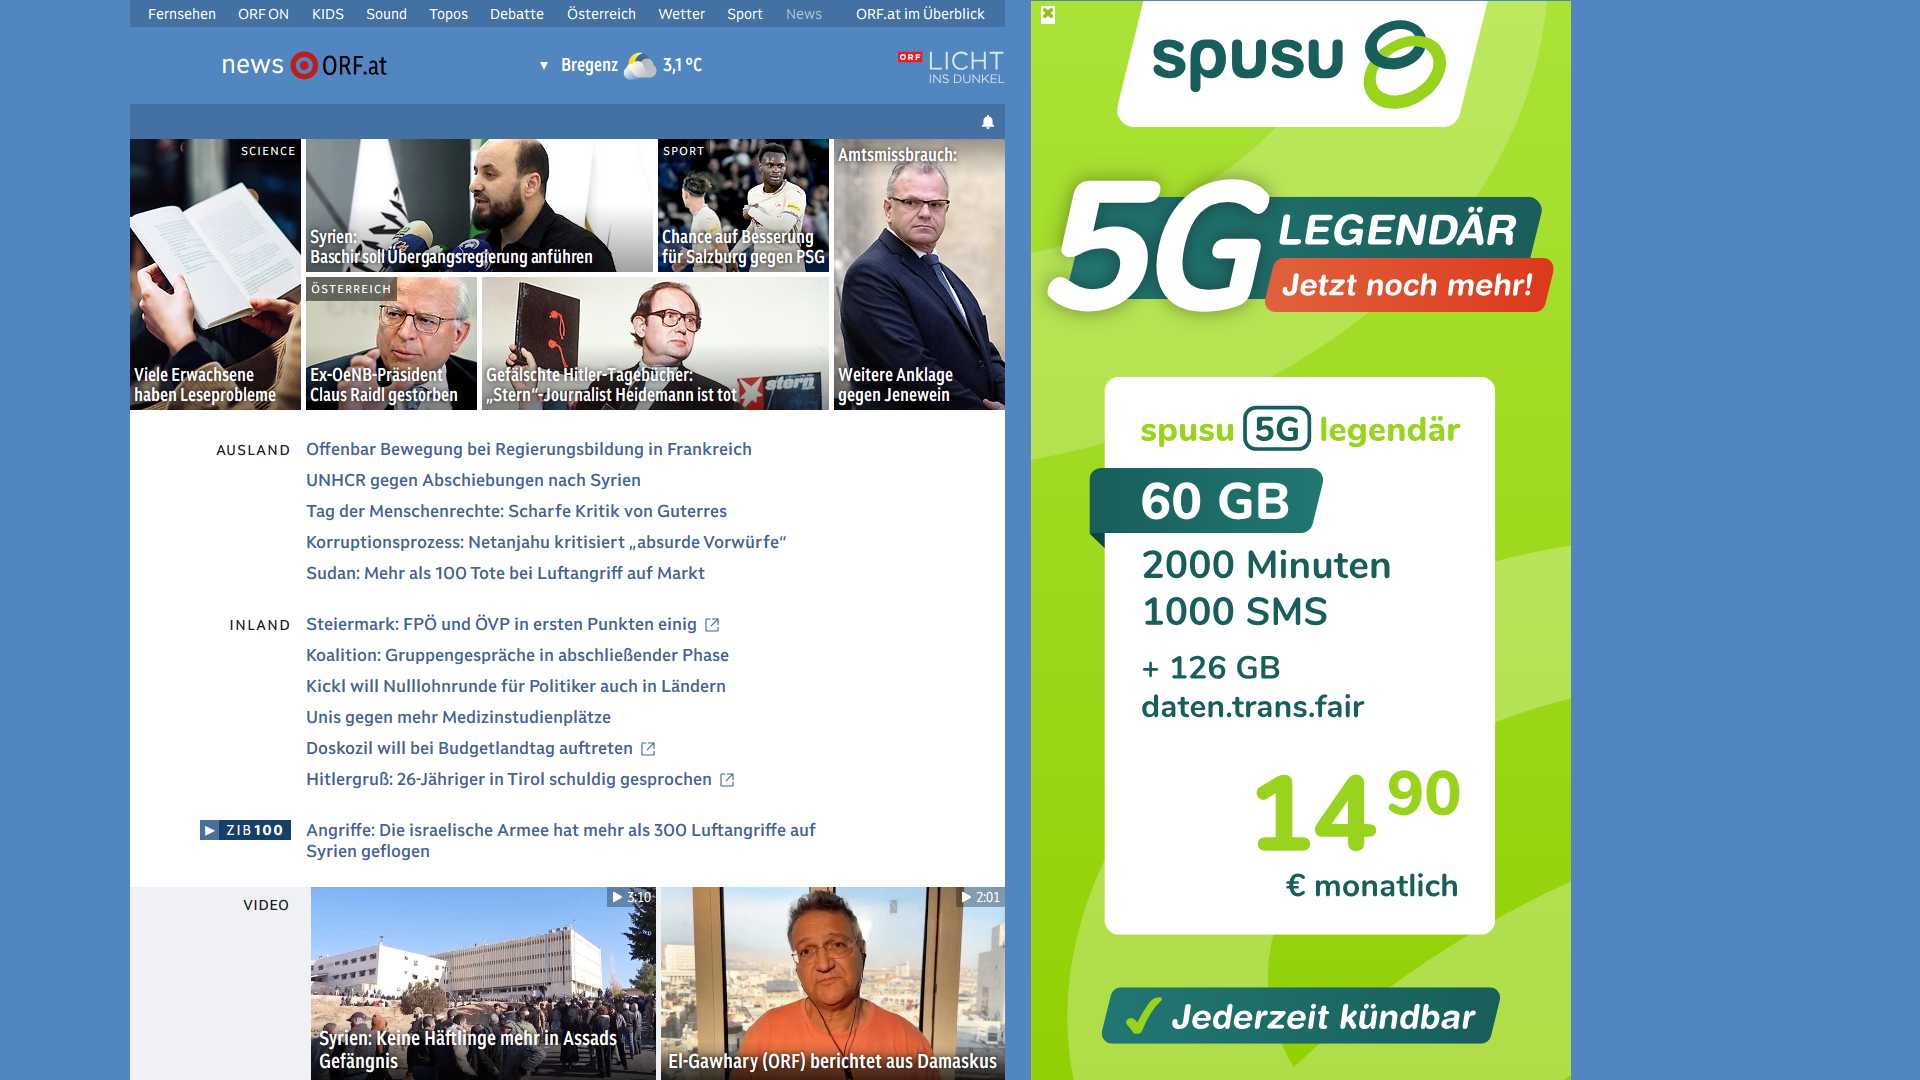 Fernsehen ORF ON KIDS Sound Topos Debatte Österreich Wetter Sport News ORF.at im Überblick
news ORF.at
Bregenz 3,1 °C
ORF LICHT
INS DUNKEL
SCIENCE
Viele Erwachsene
haben Leseprobleme
Syrien:
Baschir soll Übergangsregierung anführen
SPORT
Chance auf Besserung
für Salzburg gegen PSG
Amtsmissbrauch:
Weitere Anklage
gegen Jenewein
ÖSTERREICH
Ex-OeNB-Präsident
Claus Raidl gestorben
Gefälschte Hitler-Tagebücher:
„Stern“-Journalist Heidemann ist tot
stern
AUSLAND
Offenbar Bewegung bei Regierungsbildung in Frankreich
UNHCR gegen Abschiebungen nach Syrien
Tag der Menschenrechte: Scharfe Kritik von Guterres
Korruptionsprozess: Netanjahu kritisiert „absurde Vorwürfe“
Sudan: Mehr als 100 Tote bei Luftangriff auf Markt
INLAND
Steiermark: FPÖ und ÖVP in ersten Punkten einig
Koalition: Gruppengespräche in abschließender Phase
Kickl will Nulllohnrunde für Politiker auch in Ländern
Unis gegen mehr Medizinstudienplätze
Doskozil will bei Budgetlandtag auftreten
Hitlergruß: 26-Jähriger in Tirol schuldig gesprochen
ZIB100
Angriffe: Die israelische Armee hat mehr als 300 Luftangriffe auf
Syrien geflogen
VIDEO
3:10
Syrien: Keine Häftlinge mehr in Assads
Gefängnis
2:01
El-Gawhary (ORF) berichtet aus Damaskus
spusu
5G LEGENDÄR
Jetzt noch mehr!
spusu 5G legendär
60 GB
2000 Minuten
1000 SMS
+ 126 GB
daten.trans.fair
14 90
€ monatlich
Jederzeit kündbar